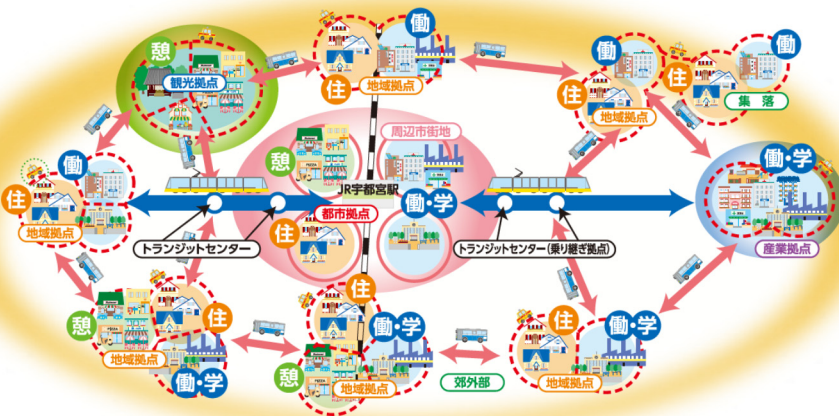 憩
観光拠点
住
働
地域拠点
働
住
地域拠点
住
働
集落
周辺市街地
憩
JR宇都宮駅
都市拠点
住
働・学
働・学
産業拠点
働
住
地域拠点
トランジットセンター
トランジットセンター(乗り継ぎ拠点)
憩
住
地域拠点
働・学
住
働・学
憩
地域拠点
郊外部
住
働・学
地域拠点